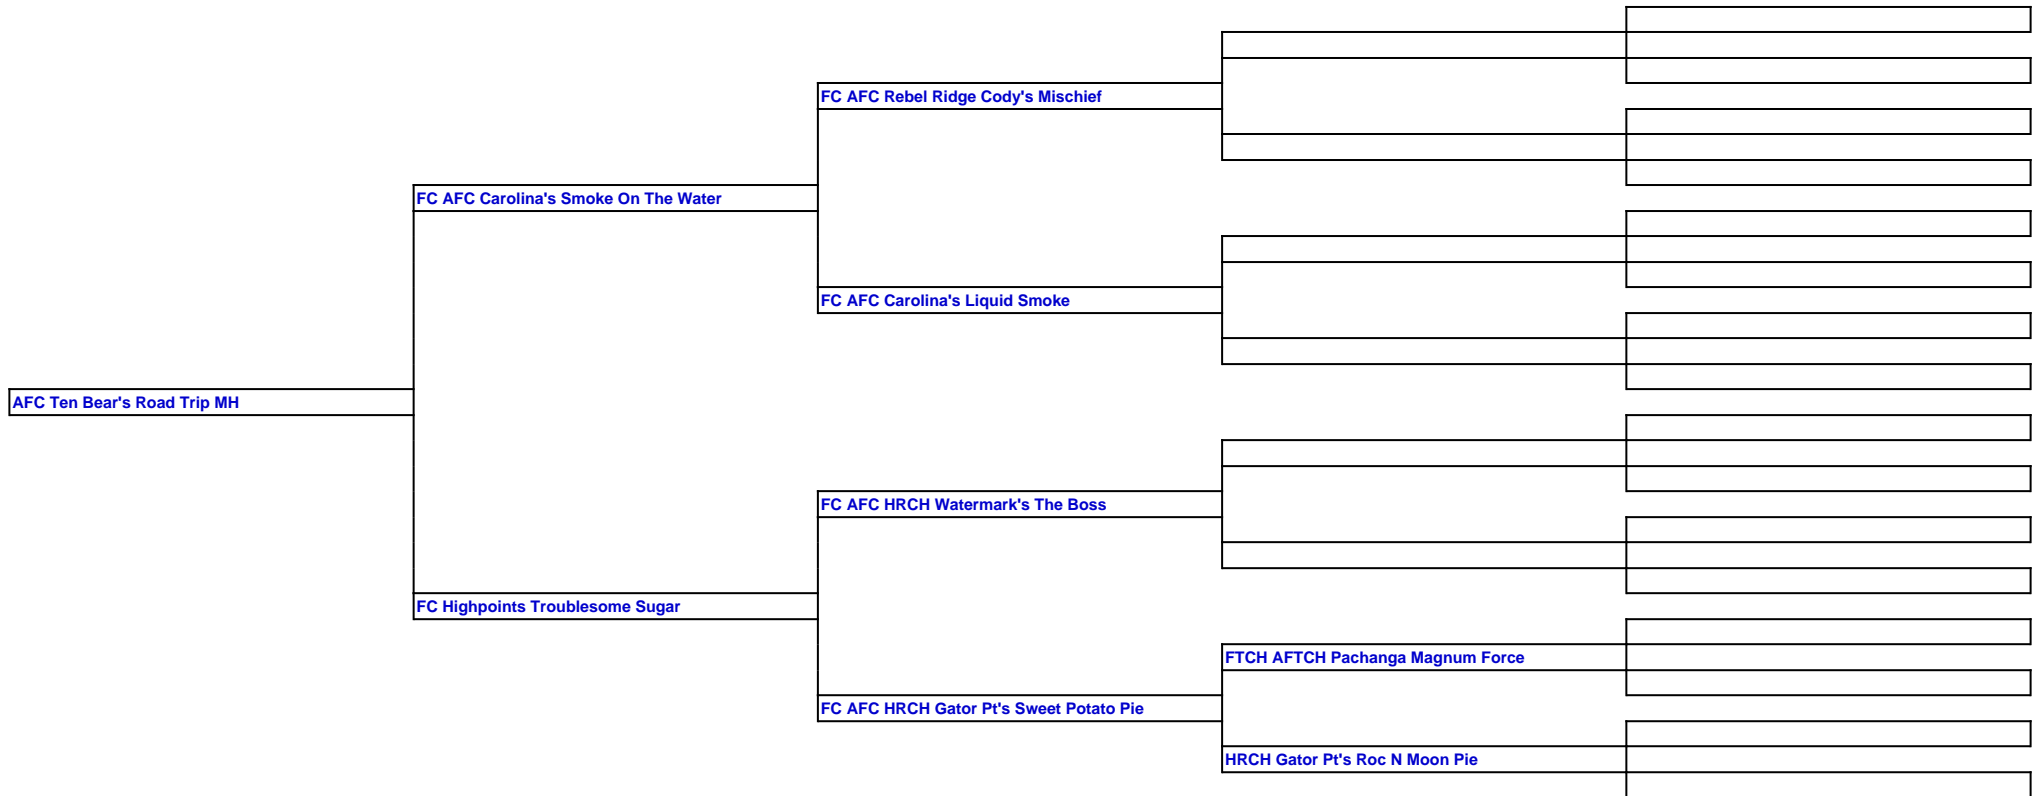 FC AFC Rebel Ridge Cody's Mischief
FC AFC Carolina's Smoke On The Water
FC AFC Carolina's Liquid Smoke
AFC Ten Bear's Road Trip MH
FC AFC HRCH Watermark's The Boss
FC Highpoints Troublesome Sugar
FTCH AFTCH Pachanga Magnum Force
FC AFC HRCH Gator Pt's Sweet Potato Pie
HRCH Gator Pt's Roc N Moon Pie